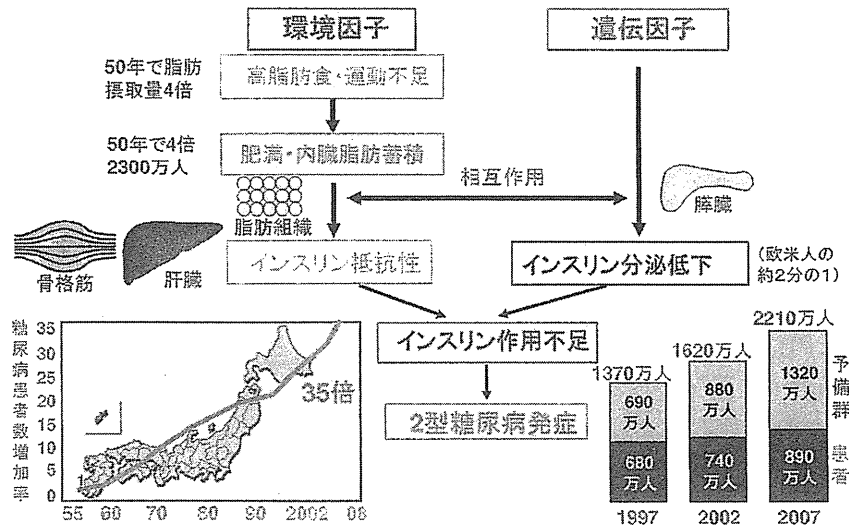 環境因子
遺伝因子
50年で脂肪
摂取量4倍
高脂肪食・運動不足
50年で4倍
2300万人
肥満・内臓脂肪蓄積
相互作用
膵臓
脂肪組織
骨格筋
肝臓
インスリン抵抗性
インスリン分泌低下
(欧米人の
約2分の1)
インスリン作用不足
2型糖尿病発症
糖尿病患者数増加率
35
30
25
20
15
10
5
0
1
35倍
55 60 70 80 90 2002 08
1370万人
1620万人
2210万人
690
万人
880
万人
1320
万人
予備群
680
万人
740
万人
890
万人
患者
1997
2002
2007